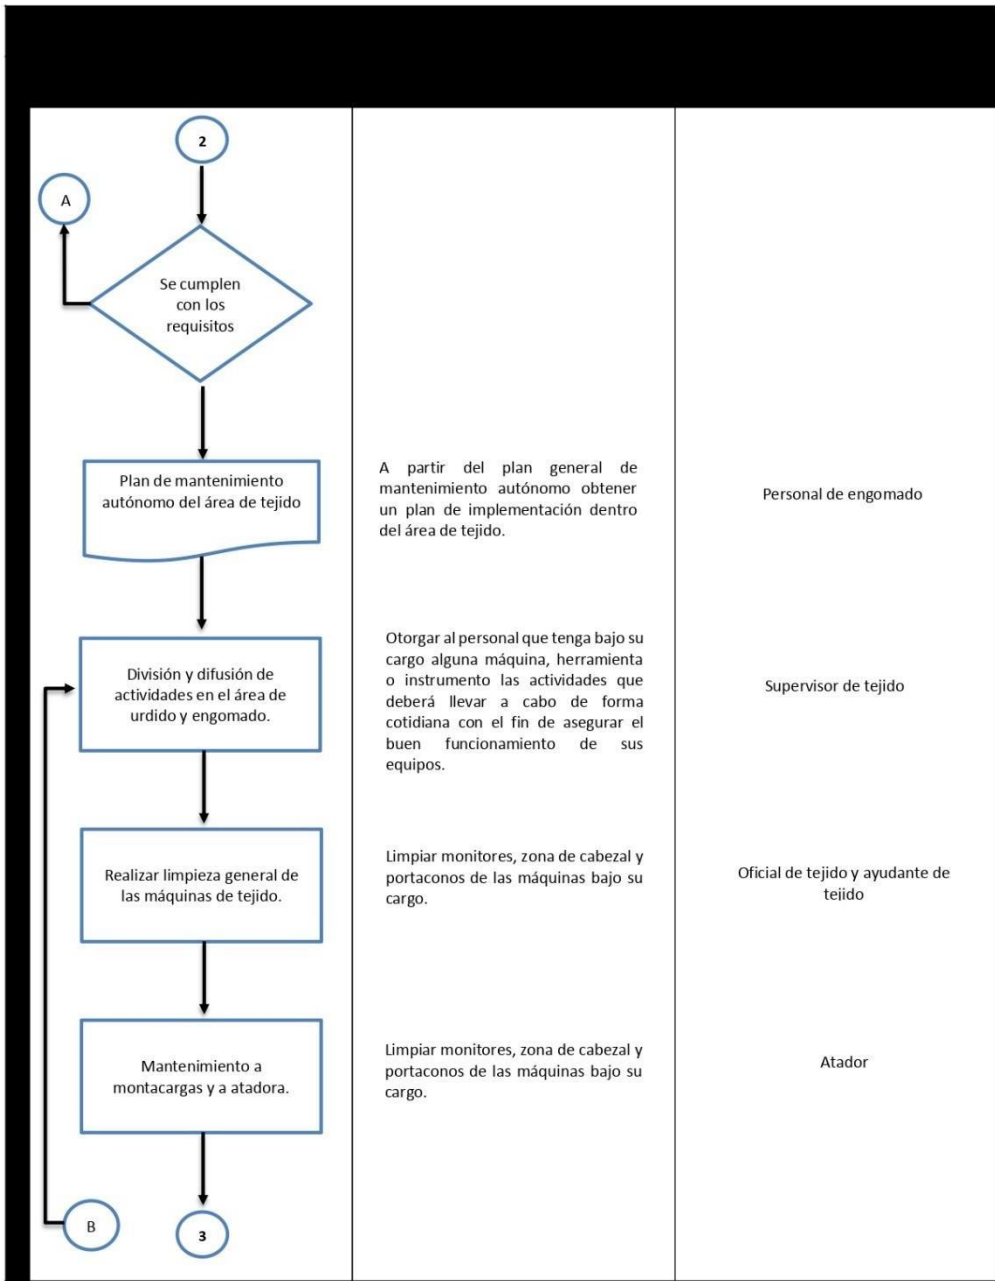 2
A
Se cumplen
con los
requisitos
Plan de mantenimiento
autónomo del área de tejido
A partir del plan general de
mantenimiento autónomo obtener
un plan de implementación dentro
del área de tejido.
Personal de engomado
División y difusión de
actividades en el área de
urdido y engomado.
Otorgar al personal que tenga bajo su
cargo alguna máquina, herramienta
o instrumento las actividades que
deberá llevar a cabo de forma
cotidiana con el fin de asegurar el
buen funcionamiento de sus
equipos.
Supervisor de tejido
Realizar limpieza general de
las máquinas de tejido.
Limpiar monitores, zona de cabezal y
portaconos de las máquinas bajo su
cargo.
Oficial de tejido y ayudante de
tejido
Mantenimiento a
montacargas y a atadora.
Limpiar monitores, zona de cabezal y
portaconos de las máquinas bajo su
cargo.
Atador
B
3